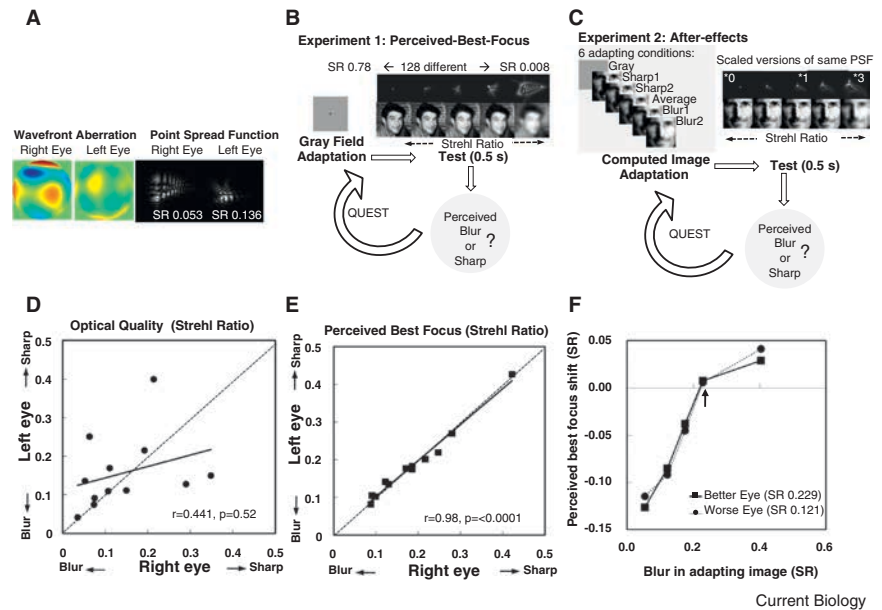 A
Wavefront Aberration
Right Eye Left Eye
Point Spread Function
Right Eye Left Eye
SR 0.053 SR 0.136
B
Experiment 1: Perceived-Best-Focus
SR 0.78 ← 128 different → SR 0.008
Strehl Ratio
Gray Field
Adaptation
Test (0.5 s)
QUEST
Perceived
Blur
or
Sharp
?
C
Experiment 2: After-effects
6 adapting conditions:
Gray
Sharp1
Sharp2
Average
Blur1
Blur2
Scaled versions of same PSF
*0 *1 *3
Strehl Ratio
Computed Image
Adaptation
Test (0.5 s)
QUEST
Perceived
Blur
or
Sharp
?
D
Optical Quality (Strehl Ratio)
Blur ← Left eye → Sharp
0.5
0.4
0.3
0.2
0.1
0
r=0.441, p=0.52
0 0.1 0.2 0.3 0.4 0.5
Blur ← Right eye → Sharp
E
Perceived Best Focus (Strehl Ratio)
Blur ← Left eye → Sharp
0.5
0.4
0.3
0.2
0.1
0
r=0.98, p=<0.0001
0 0.1 0.2 0.3 0.4 0.5
Blur ← Right eye → Sharp
F
Perceived best focus shift (SR)
0.05
0.00
-0.05
-0.10
-0.15
Better Eye (SR 0.229)
Worse Eye (SR 0.121)
0.0 0.2 0.4 0.6
Blur in adapting image (SR)
Current Biology